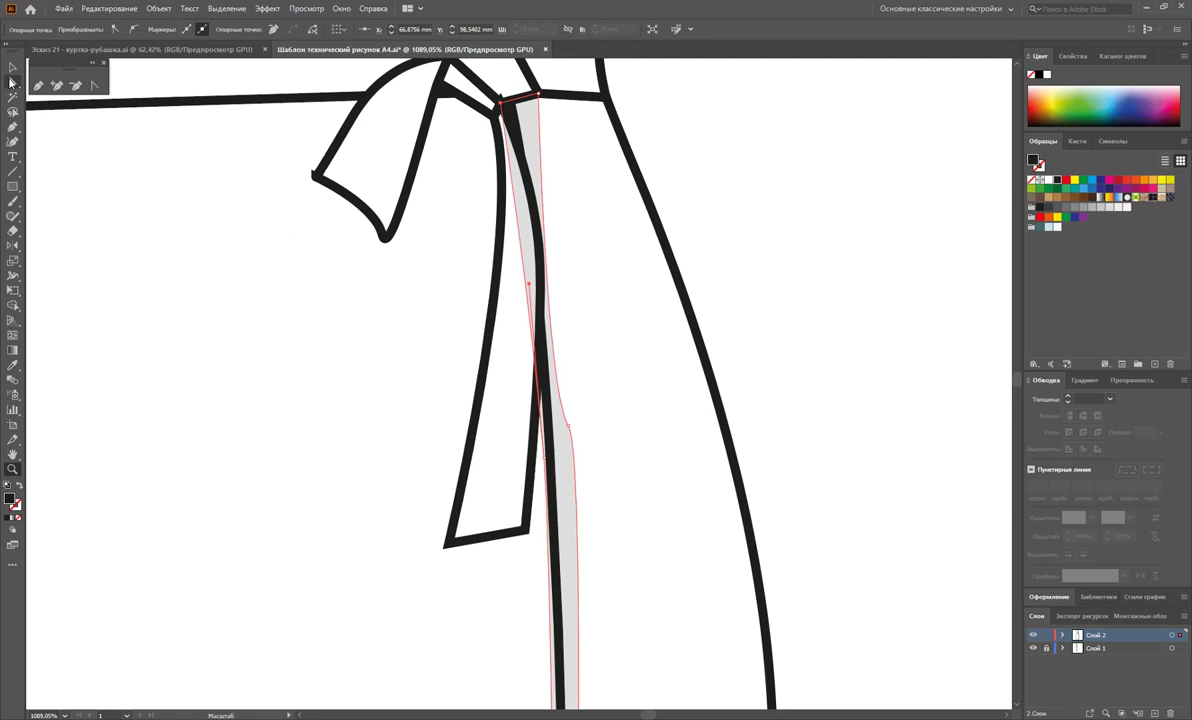 Файл Редактирование Объект Текст Выделение Эффект Просмотр Окно Справка
Основные классические настройки
Поиск в Adobe Stock
Опорная точка Преобразовать: Маркеры: Опорные точки: X: 66.8756 mm Y: 98.5402 mm Ш: В:
Эскиз 21 - куртка-рубашка.ai @ 62,42% (RGB/Предпросмотр GPU) × Шаблон технический рисунок А4.ai* @ 1089,05% (RGB/Предпросмотр GPU) ×
Цвет Свойства Каталог цветов
Образцы Кисти Символы
Обводка Градиент Прозрачность
Толщина:
Пунктирная линия
Профиль:
Оформление Библиотеки Стили график
Слои Экспорт ресурсо Монтажные обла
Слой 2
Слой 1
2 Слои
1089,05% 1 Масштаб